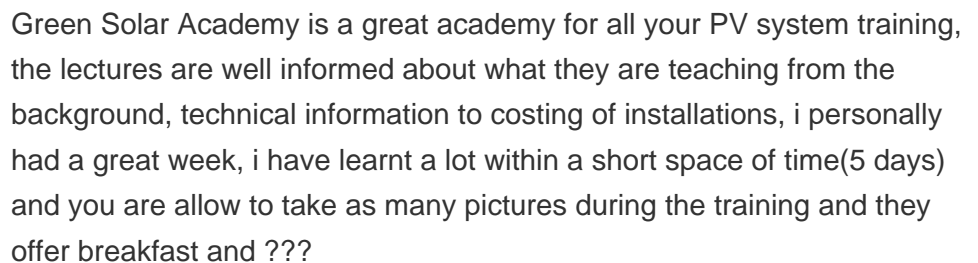 Green Solar Academy is a great academy for all your PV system training,
the lectures are well informed about what they are teaching from the
background, technical information to costing of installations, i personally
had a great week, i have learnt a lot within a short space of time(5 days)
and you are allow to take as many pictures during the training and they
offer breakfast and ???